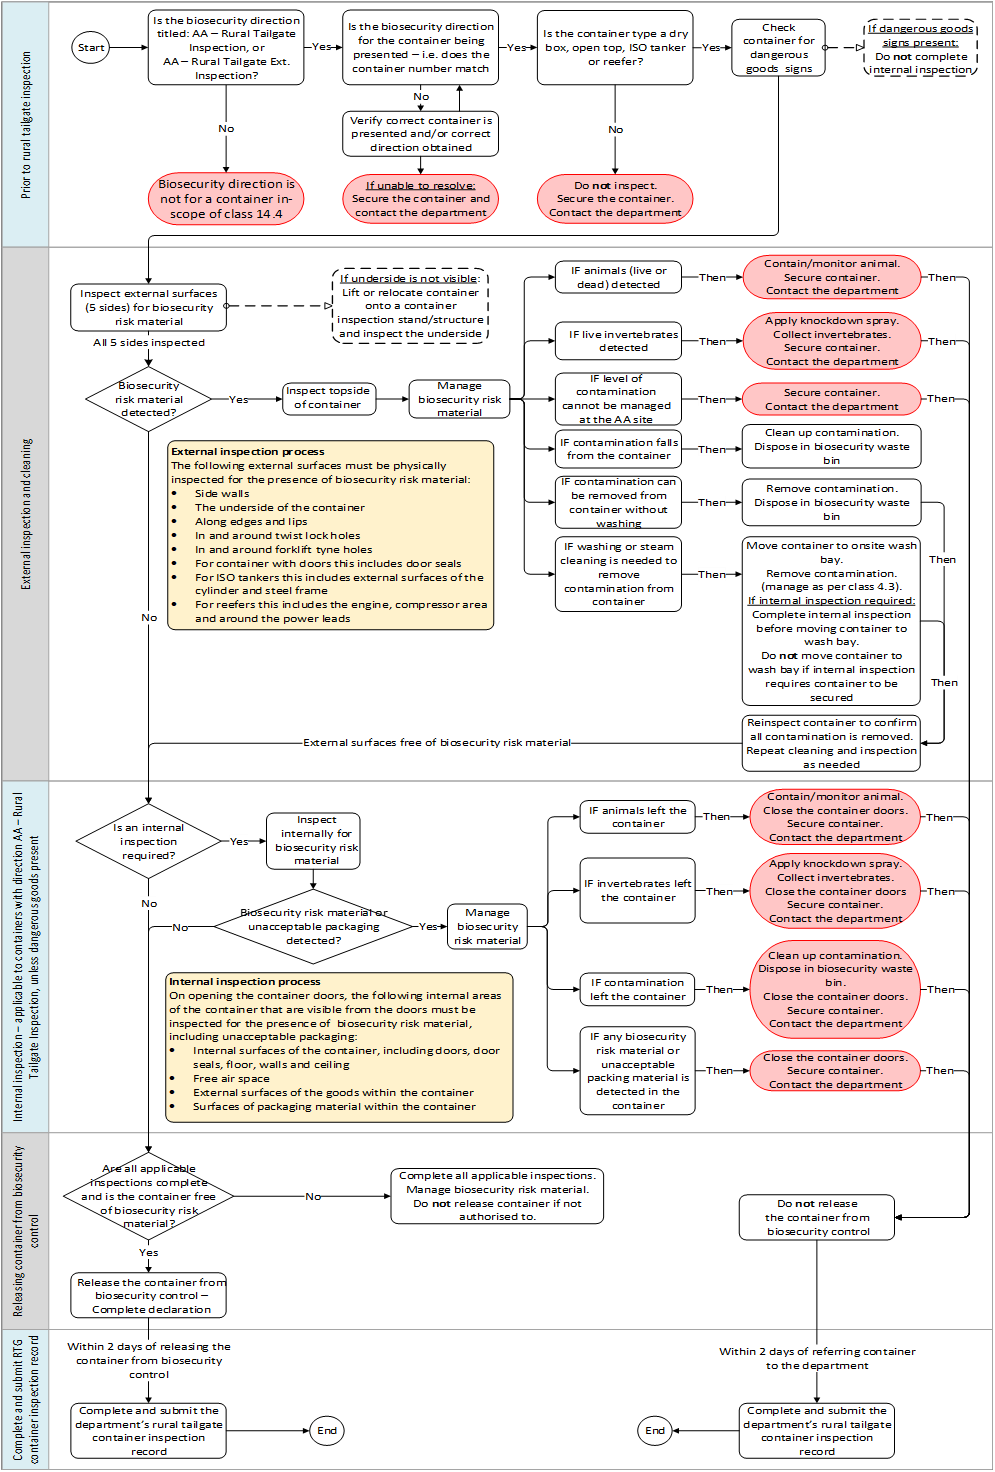 Prior to rural tailgate inspection
Start
Is the biosecurity direction
titled: AA – Rural Tailgate
Inspection, or
AA – Rural Tailgate Ext.
Inspection?
Yes
Is the biosecurity direction
for the container being
presented – i.e. does the
container number match
Yes
Is the container type a dry
box, open top, ISO tanker
or reefer?
Yes
Check
container for
dangerous
goods signs
If dangerous goods
signs present:
Do not complete
internal inspection
No
No
Verify correct container is
presented and/or correct
direction obtained
No
Biosecurity direction is
not for a container in-
scope of class 14.4
If unable to resolve:
Secure the container and
contact the department
Do not inspect.
Secure the container.
Contact the department
External inspection and cleaning
Inspect external surfaces
(5 sides) for biosecurity
risk material
If underside is not visible:
Lift or relocate container
onto a container
inspection stand/structure
and inspect the underside
All 5 sides inspected
Biosecurity
risk material
detected?
Yes
Inspect topside
of container
Manage
biosecurity risk
material
IF animals (live or
dead) detected
Then
Contain/monitor animal.
Secure container.
Contact the department
Then
IF live invertebrates
detected
Then
Apply knockdown spray.
Collect invertebrates.
Secure container.
Contact the department
Then
IF level of
contamination
cannot be managed
at the AA site
Then
Secure container.
Contact the department
Then
IF contamination falls
from the container
Then
Clean up contamination.
Dispose in biosecurity waste
bin
IF contamination can
be removed from
container without
washing
Then
Remove contamination.
Dispose in biosecurity waste
bin
Then
IF washing or steam
cleaning is needed to
remove
contamination from
container
Then
Move container to onsite wash
bay.
Remove contamination.
(manage as per class 4.3).
If internal inspection required:
Complete internal inspection
before moving container to
wash bay.
Do not move container to
wash bay if internal inspection
requires container to be
secured
Then
External inspection process
The following external surfaces must be physically
inspected for the presence of biosecurity risk material:
• Side walls
• The underside of the container
• Along edges and lips
• In and around twist lock holes
• In and around forklift tyne holes
• For container with doors this includes door seals
• For ISO tankers this includes external surfaces of the
cylinder and steel frame
• For reefers this includes the engine, compressor area
and around the power leads
No
Reinspect container to confirm
all contamination is removed.
Repeat cleaning and inspection
as needed
External surfaces free of biosecurity risk material
Internal inspection – applicable to containers with direction AA – Rural
Tailgate Inspection, unless dangerous goods present
Is an internal
inspection
required?
Yes
Inspect
internally for
biosecurity risk
material
No
Biosecurity risk material or
unacceptable packaging
detected?
No
Yes
Manage
biosecurity
risk material
IF animals left the
container
Then
Contain/monitor animal.
Close the container doors.
Secure container.
Contact the department
Then
IF invertebrates left
the container
Then
Apply knockdown spray.
Collect invertebrates.
Close the container doors
Secure container.
Contact the department
Then
IF contamination
left the container
Then
Clean up contamination.
Dispose in biosecurity waste
bin.
Close the container doors.
Secure container.
Contact the department
Then
IF any biosecurity
risk material or
unacceptable
packing material is
detected in the
container
Then
Close the container doors.
Secure container.
Contact the department
Then
Internal inspection process
On opening the container doors, the following internal areas
of the container that are visible from the doors must be
inspected for the presence of biosecurity risk material,
including unacceptable packaging:
• Internal surfaces of the container, including doors, door
seals, floor, walls and ceiling
• Free air space
• External surfaces of the goods within the container
• Surfaces of packaging material within the container
Releasing container from biosecurity
control
Are all applicable
inspections complete
and is the container free
of biosecurity risk
material?
No
Complete all applicable inspections.
Manage biosecurity risk material.
Do not release container if not
authorised to.
Do not release
the container from
biosecurity control
Yes
Release the container from
biosecurity control –
Complete declaration
Complete and submit RTG
container inspection record
Within 2 days of releasing the
container from biosecurity
control
Within 2 days of referring container
to the department
Complete and submit the
department's rural tailgate
container inspection
record
End
End
Complete and submit the
department's rural tailgate
container inspection
record